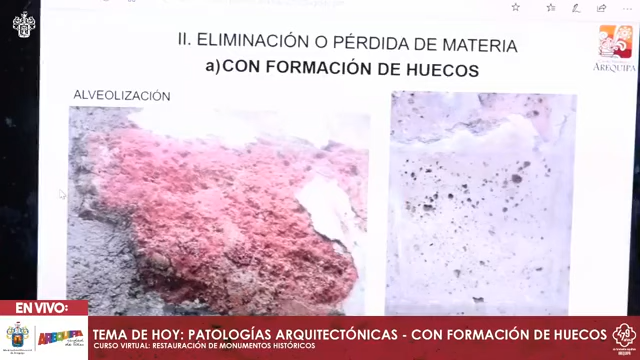 II. ELIMINACIÓN O PÉRDIDA DE MATERIA
a)CON FORMACIÓN DE HUECOS
AREQUIPA
ALVEOLIZACIÓN
EN VIVO:
AREQUIPA
TEMA DE HOY: PATOLOGÍAS ARQUITECTÓNICAS - CON FORMACIÓN DE HUECOS
CURSO VIRTUAL: RESTAURACIÓN DE MONUMENTOS HISTÓRICOS